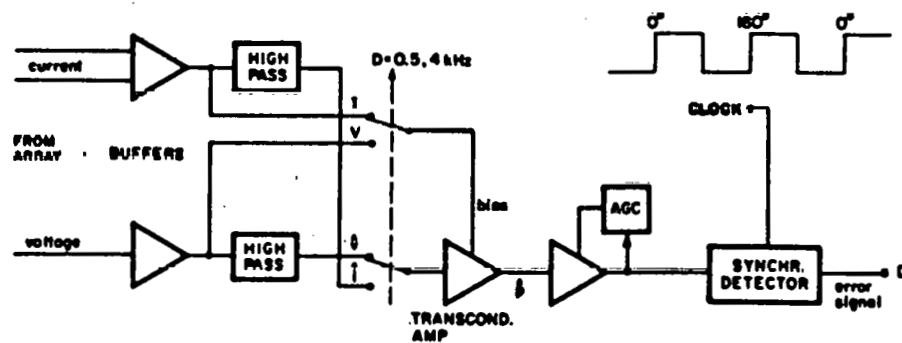 0° 180° 0°
HIGH
PASS
D=0.5, 4 kHz
current
I
CLOCK
V
FROM
ARRAY
BUFFERS
bias
AGC
voltage
HIGH
PASS
SYNCHR.
DETECTOR
error
signal
TRANSCOND.
AMP